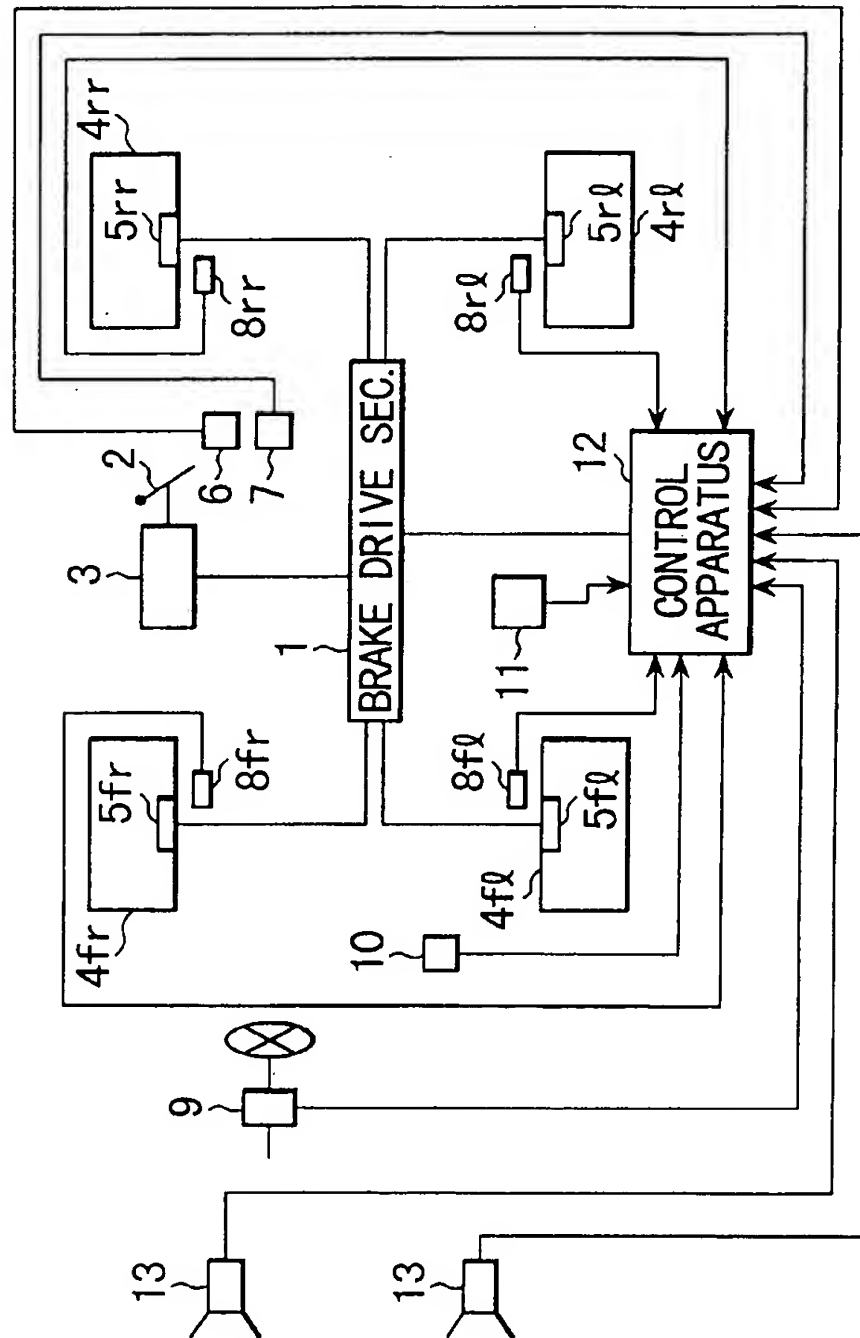 4rr
5rr
8rr
2
6
7
3
4rℓ
5rℓ
8rℓ
1
BRAKE DRIVE SEC.
12
CONTROL
APPARATUS
11
4fr
5fr
8fr
8fℓ
5fℓ
4fℓ
10
9
13
13